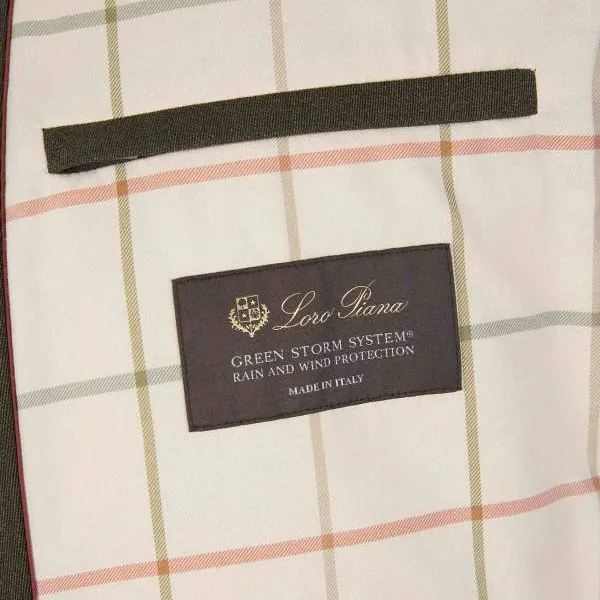 Loro Piana
GREEN STORM SYSTEM®
RAIN AND WIND PROTECTION
MADE IN ITALY